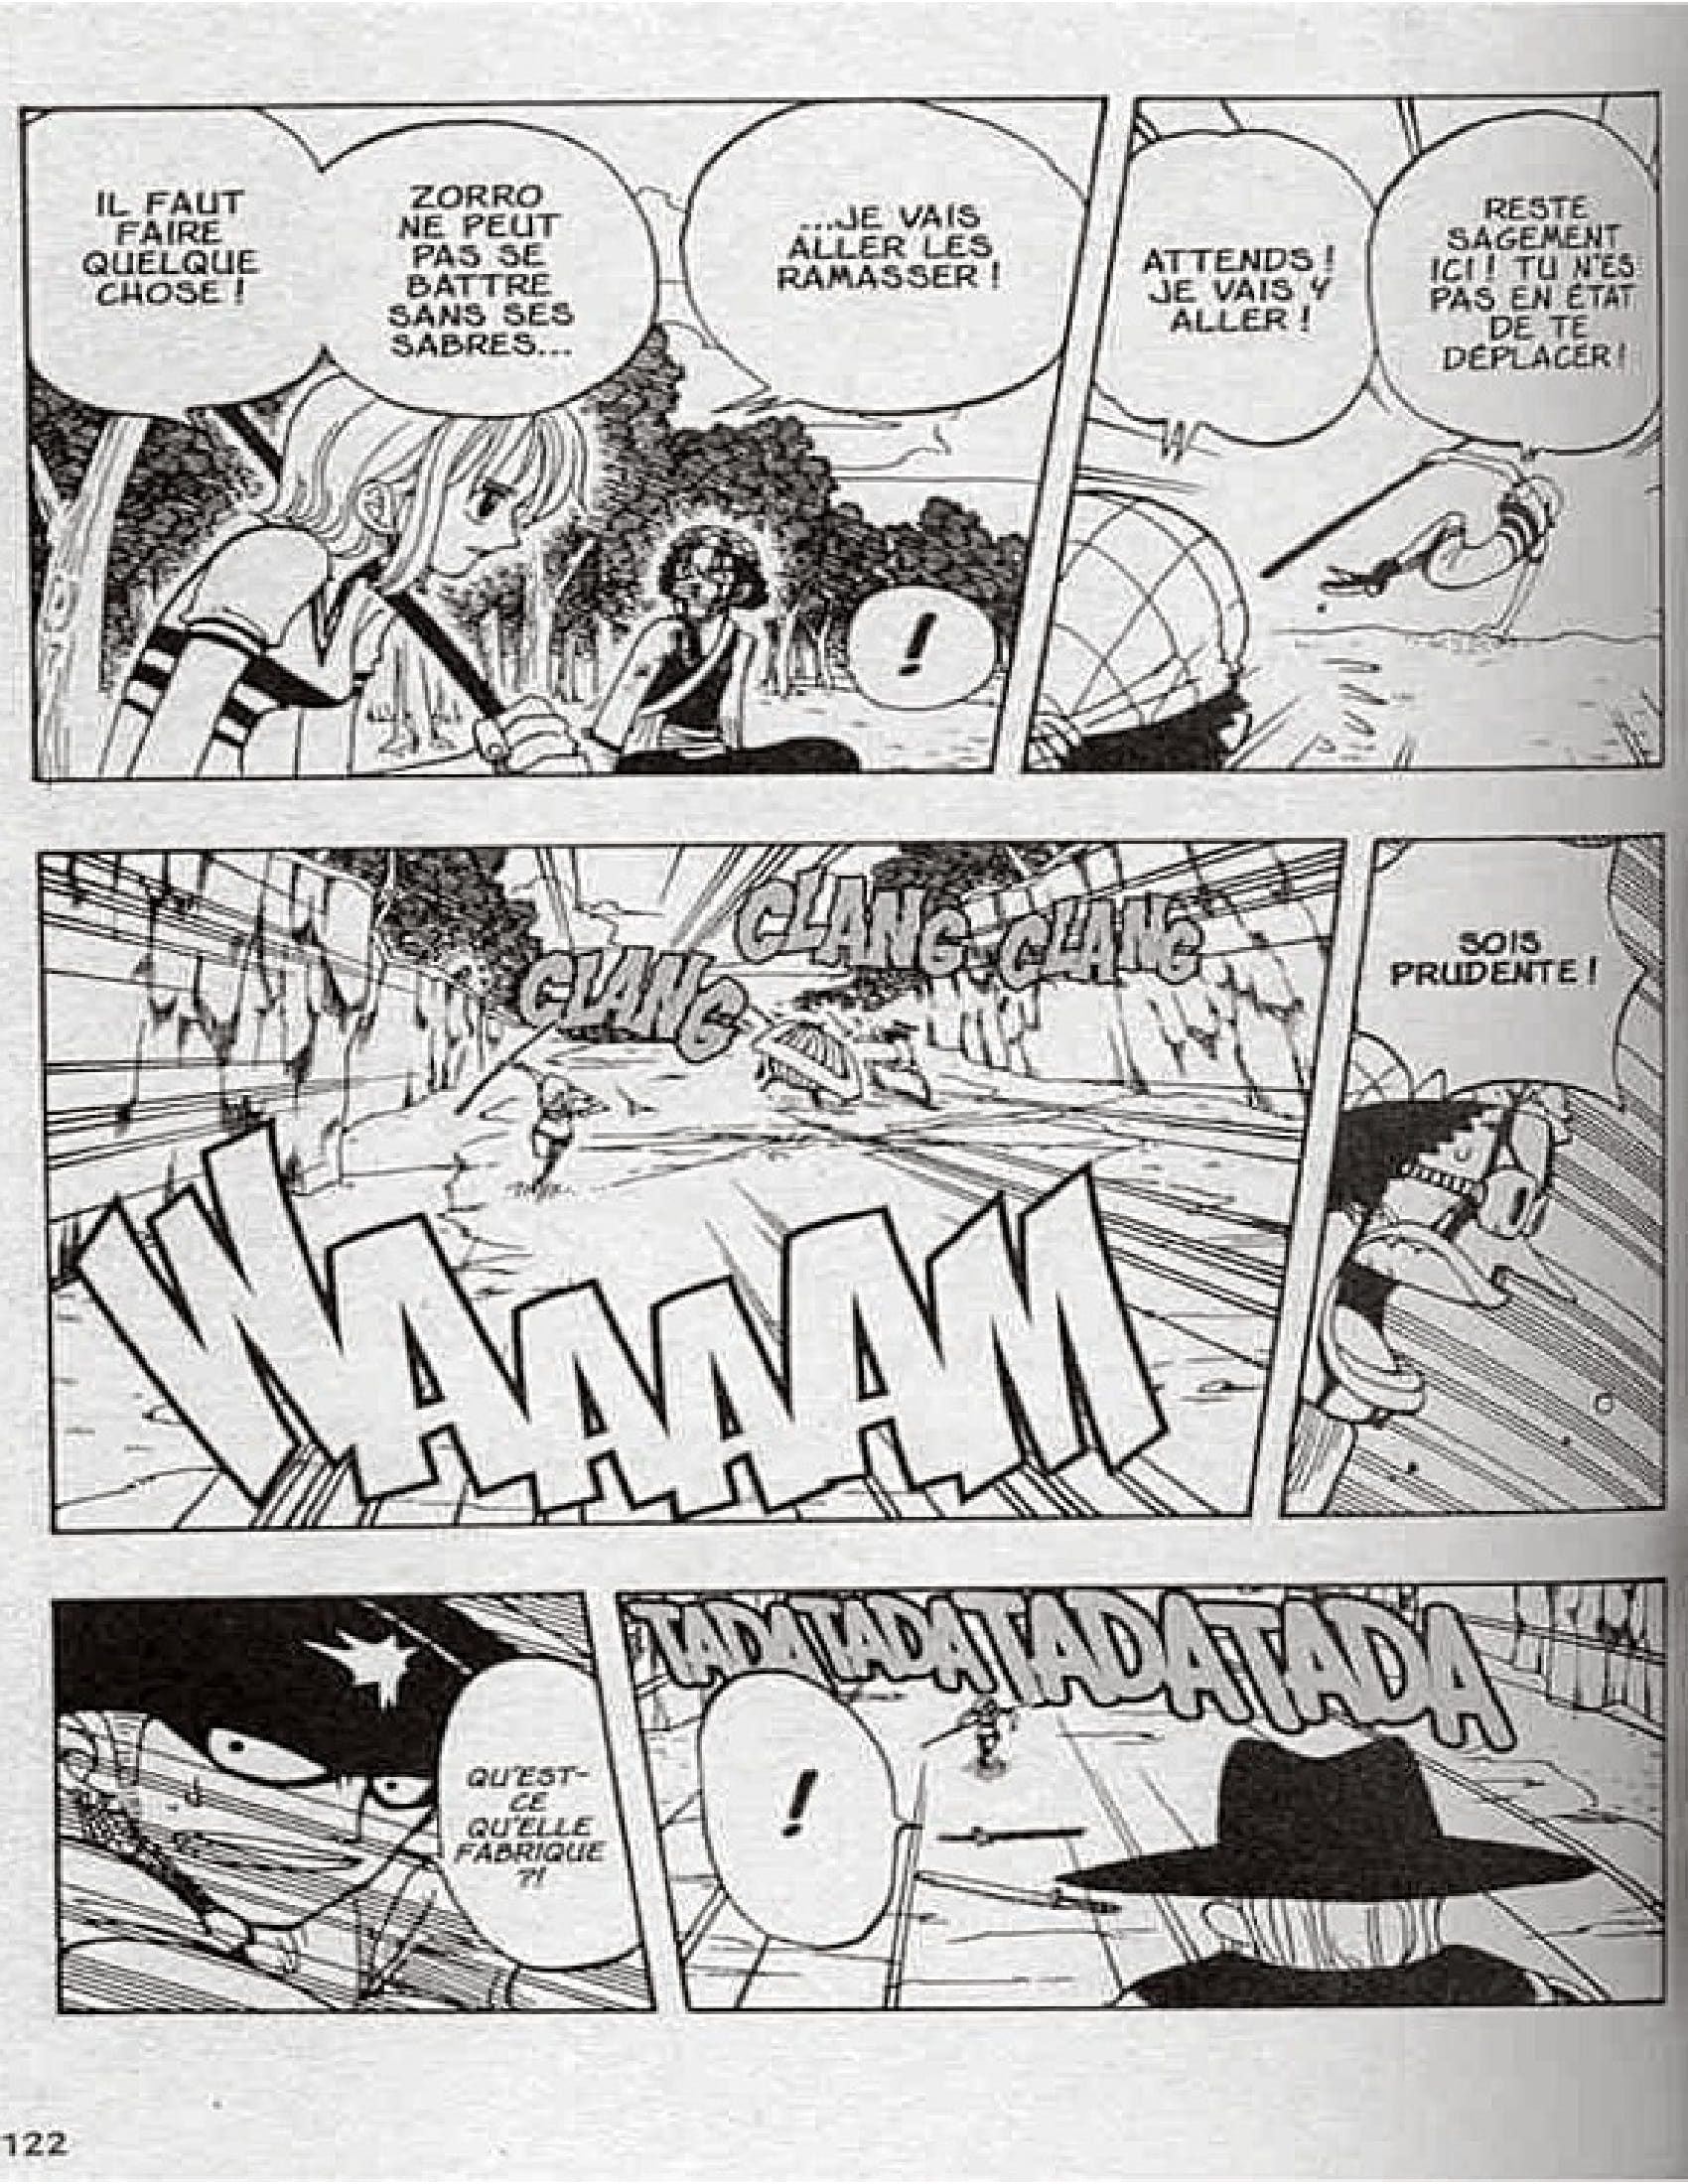 IL FAUT
FAIRE
QUELQUE
CHOSE !
ZORRO
NE PEUT
PAS SE
BATTRE
SANS SES
SABRES...
...JE VAIS
ALLER LES
RAMASSER !
!
ATTENDS !
JE VAIS Y
ALLER !
RESTE
SAGEMENT
ICI ! TU N'ES
PAS EN ÉTAT
DE TE
DÉPLACER !
CLANG
CLANG
CLANG
WAAAAM
SOIS
PRUDENTE !
QU'EST-
CE
QU'ELLE
FABRIQUE
?!
TADATADATADATADA
!
122